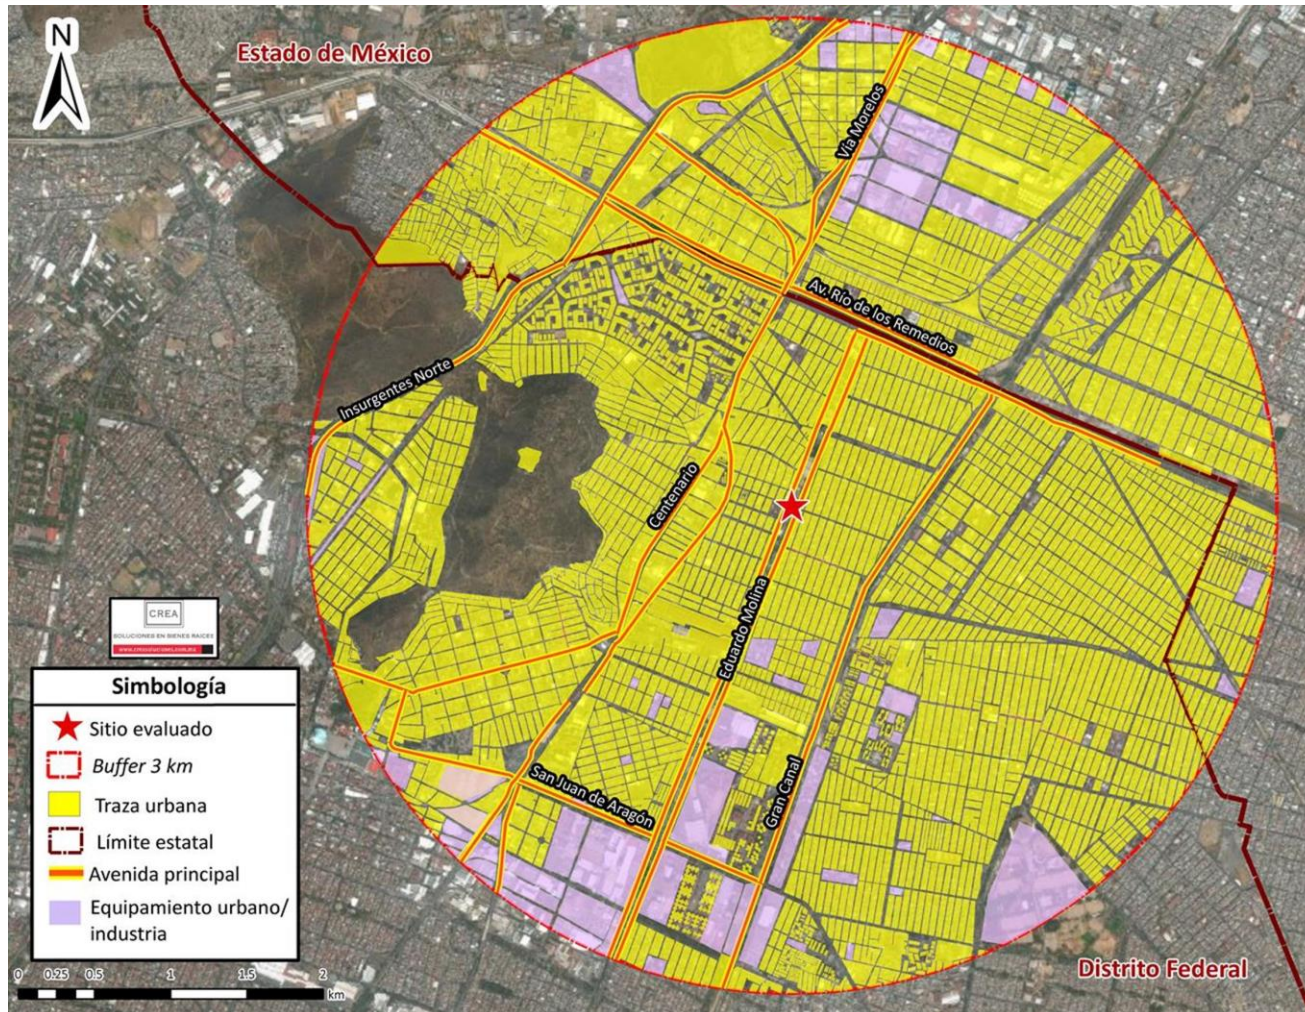 N
Estado de México
Vía Morelos
Av. Río de los Remedios
Insurgentes Norte
Centenario
Eduardo Molina
San Juan de Aragón
Gran Canal
CREA
SOLUCIONES EN BIENES RAICES
Simbología
Sitio evaluado
Buffer 3 km
Traza urbana
Límite estatal
Avenida principal
Equipamiento urbano/
industria
0 0.25 0.5 1 1.5 2
km
Distrito Federal